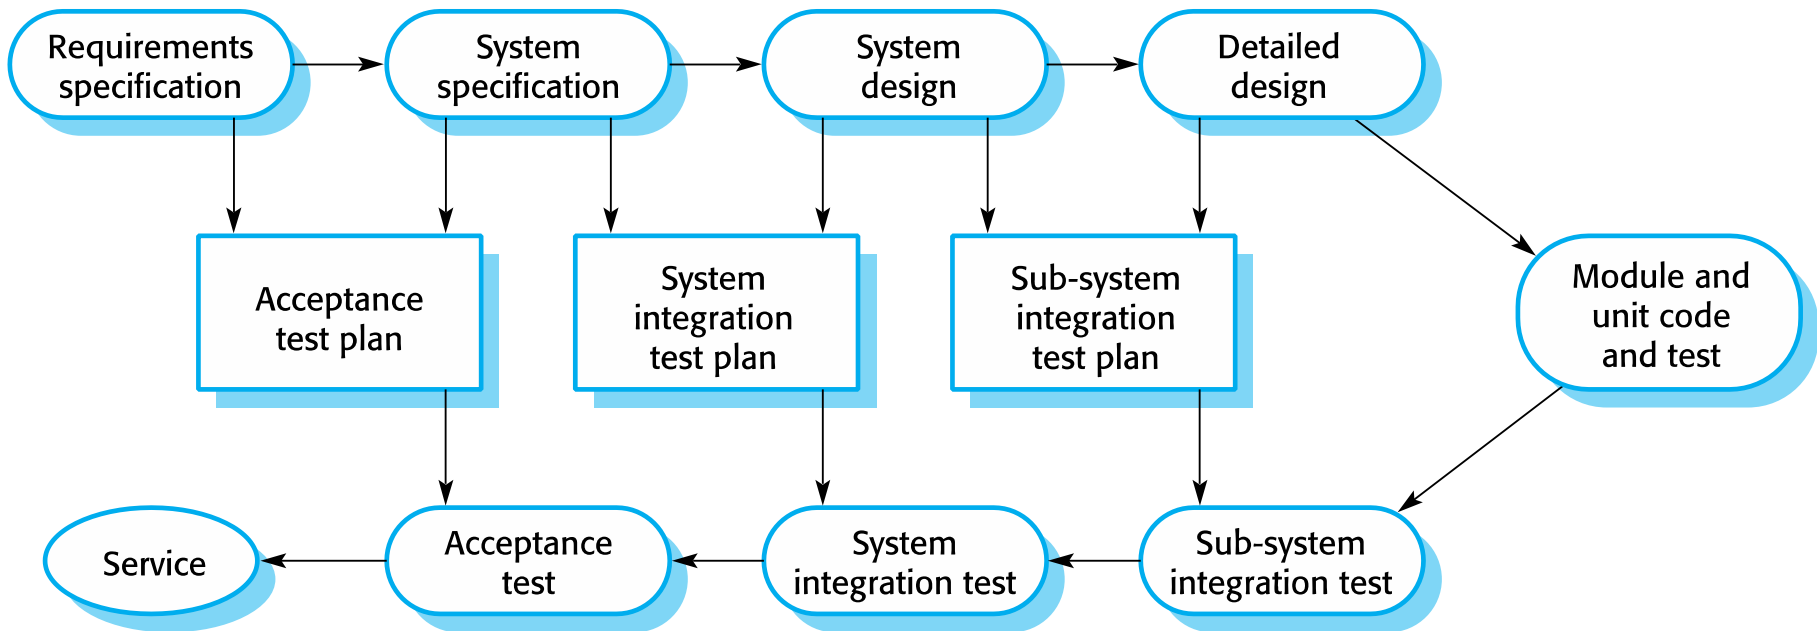 Requirements
specification
System
specification
System
design
Detailed
design
Acceptance
test plan
System
integration
test plan
Sub-system
integration
test plan
Module and
unit code
and test
Service
Acceptance
test
System
integration test
Sub-system
integration test